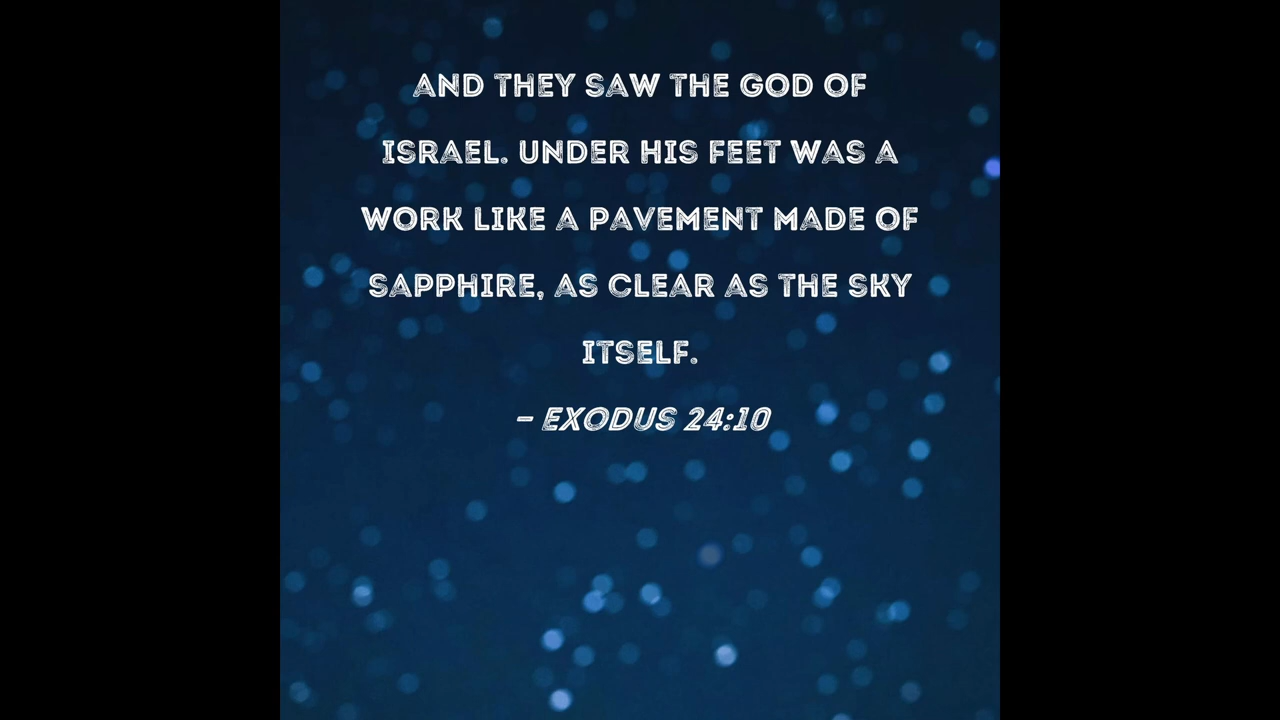 AND THEY SAW THE GOD OF
ISRAEL. UNDER HIS FEET WAS A
WORK LIKE A PAVEMENT MADE OF
SAPPHIRE, AS CLEAR AS THE SKY
ITSELF.
– EXODUS 24:10